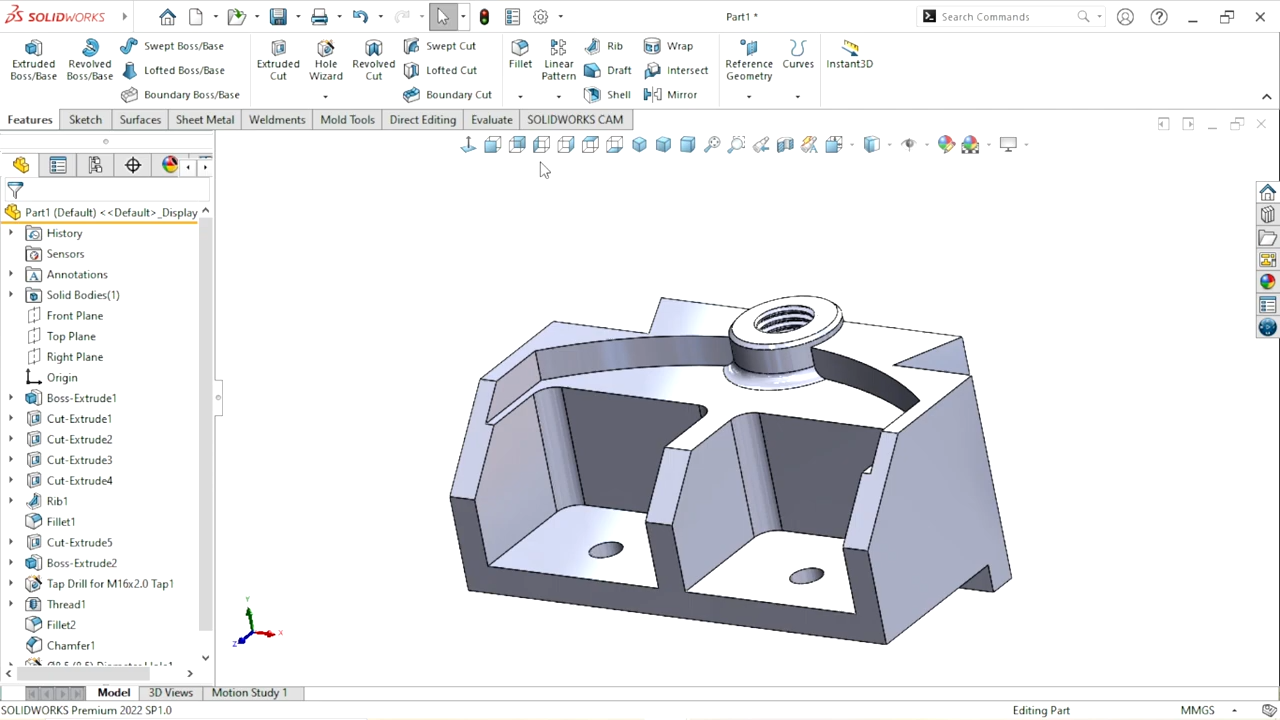 SOLIDWORKS
Part1 *
Search Commands
Extruded Boss/Base
Revolved Boss/Base
Swept Boss/Base
Lofted Boss/Base
Boundary Boss/Base
Extruded Cut
Hole Wizard
Revolved Cut
Swept Cut
Lofted Cut
Boundary Cut
Fillet
Linear Pattern
Rib
Draft
Shell
Wrap
Intersect
Mirror
Reference Geometry
Curves
Instant3D
Features
Sketch
Surfaces
Sheet Metal
Weldments
Mold Tools
Direct Editing
Evaluate
SOLIDWORKS CAM
Part1 (Default) <<Default>_Display
History
Sensors
Annotations
Solid Bodies(1)
Front Plane
Top Plane
Right Plane
Origin
Boss-Extrude1
Cut-Extrude1
Cut-Extrude2
Cut-Extrude3
Cut-Extrude4
Rib1
Fillet1
Cut-Extrude5
Boss-Extrude2
Tap Drill for M16x2.0 Tap1
Thread1
Fillet2
Chamfer1
Y
X
Z
Model
3D Views
Motion Study 1
SOLIDWORKS Premium 2022 SP1.0
Editing Part
MMGS